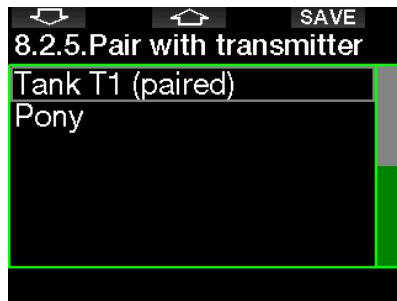 SAVE
8.2.5.Pair with transmitter
Tank T1 (paired)
Pony